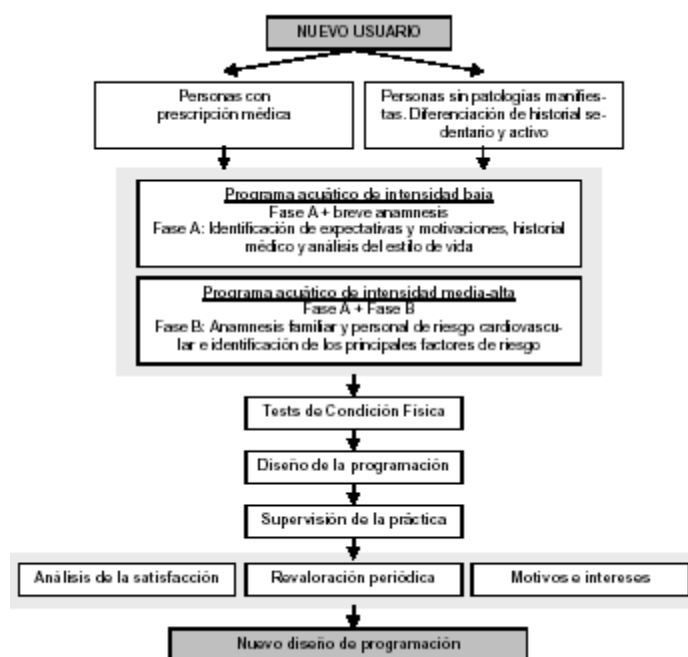 NUEVO USUARIO
Personas con
prescripción médica
Personas sin patologías manifies-
tas. Diferenciación de historial se-
dentario y activo
Programa acuático de intensidad baja
Fase A + breve anamnesis
Fase A: Identificación de expectativas y motivaciones, historial
médico y análisis del estilo de vida
Programa acuático de intensidad media-alta
Fase A + Fase B
Fase B: Anamnesis familiar y personal de riesgo cardiovascu-
lar e identificación de los principales factores de riesgo
Tests de Condición Física
Diseño de la programación
Supervisión de la práctica
Análisis de la satisfacción
Revaloración periódica
Motivos e intereses
Nuevo diseño de programación